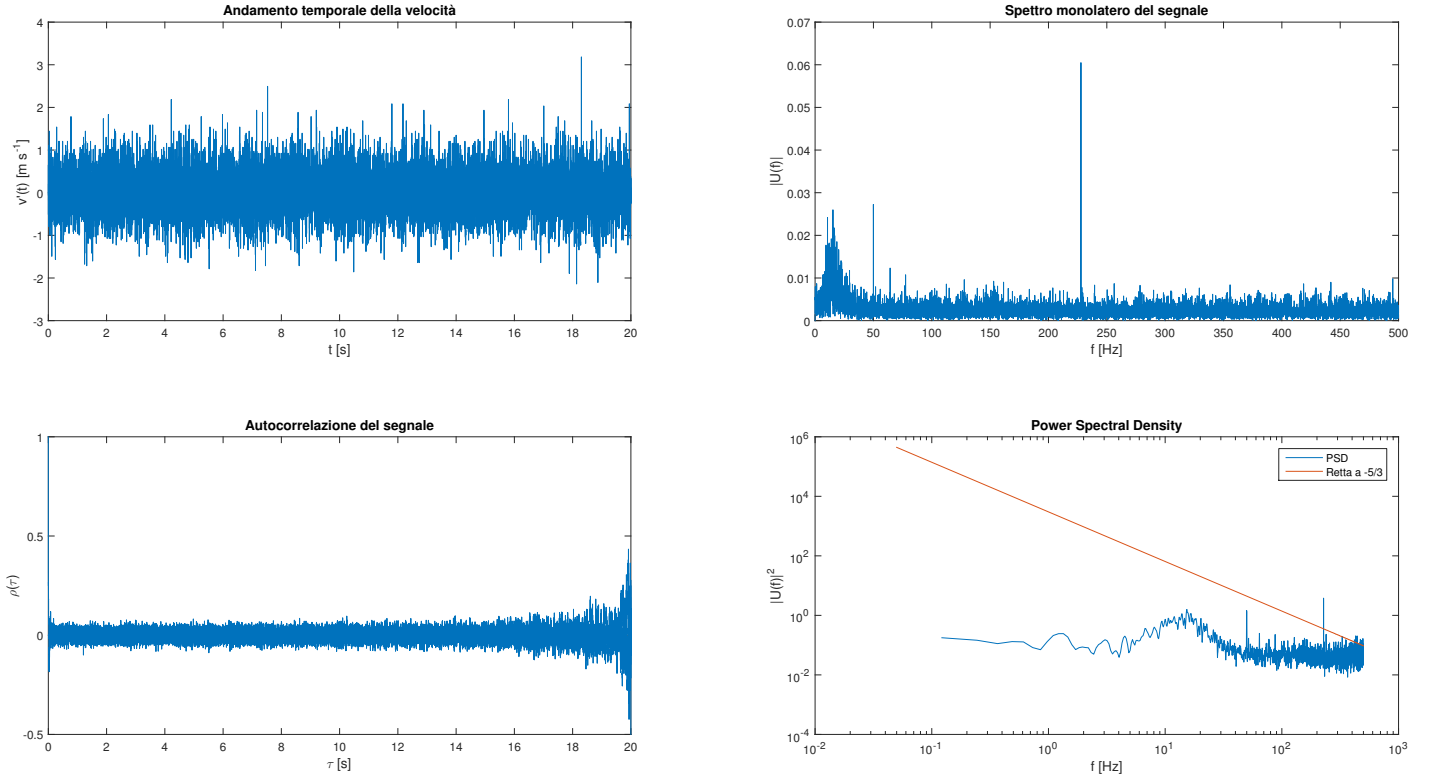 Andamento temporale della velocità
4
3
2
1
0
-1
-2
-3
v'(t) [m s⁻¹]
0 2 4 6 8 10 12 14 16 18 20
t [s]
Spettro monolatero del segnale
0.07
0.06
0.05
0.04
0.03
0.02
0.01
0
|U(f)|
0 50 100 150 200 250 300 350 400 450 500
f [Hz]
Autocorrelazione del segnale
1
0.5
0
-0.5
ρ(τ)
0 2 4 6 8 10 12 14 16 18 20
τ [s]
Power Spectral Density
10⁶
10⁴
10²
10⁰
10⁻²
10⁻⁴
|U(f)|²
PSD
Retta a -5/3
10⁻² 10⁻¹ 10⁰ 10¹ 10² 10³
f [Hz]